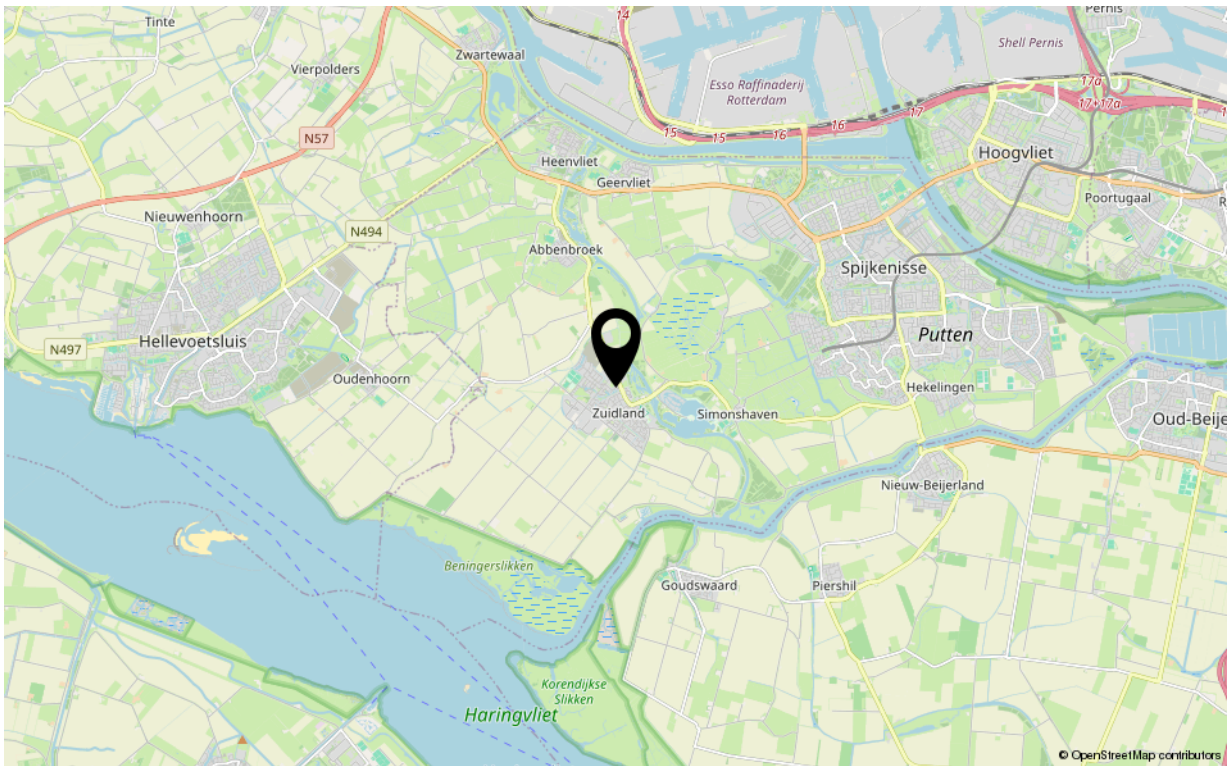 14
Pernis
Tinte
Shell Pernis
Zwartewaal
Vierpolders
17a
Esso Raffinaderij
Rotterdam
17+17a
17
16
16
15
15
N57
Hoogvliet
Heenvliet
Geervliet
Poortugaal
Nieuwenhoorn
N494
Abbenbroek
Spijkenisse
Putten
Hellevoetsluis
N497
Oudenhoorn
Hekelingen
Zuidland
Simonshaven
Oud-Beije
Nieuw-Beijerland
Beningerslikken
Goudswaard
Piershil
Korendijkse
Slikken
Haringvliet
© OpenStreetMap contributors